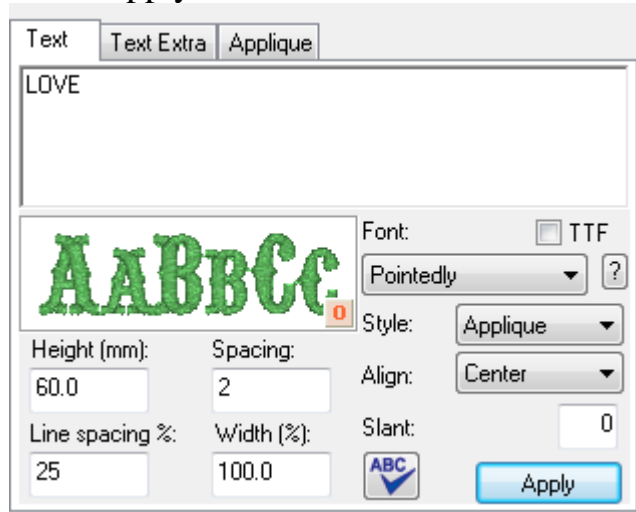 Text Text Extra Applique
LOVE
AaBbCc
0
Font: TTF
Pointedly ?
Style: Applique
Height (mm): Spacing:
60.0 2
Align: Center
Line spacing %: Width (%): Slant: 0
25 100.0 ABC Apply